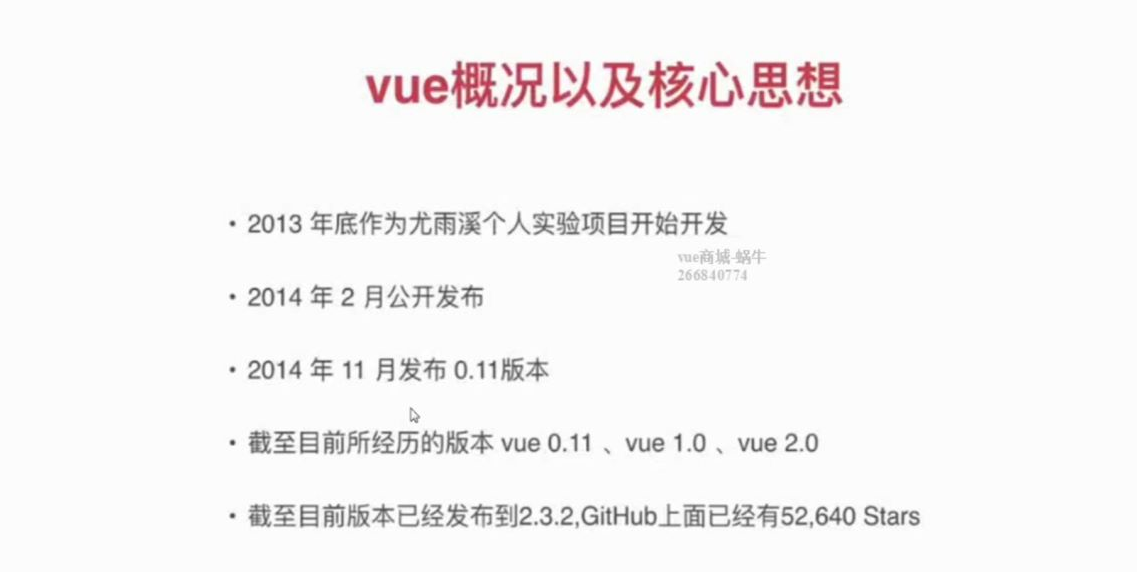 vue概况以及核心思想
• 2013 年底作为尤雨溪个人实验项目开始开发
vue商城-蜗牛
266840774
• 2014 年 2 月公开发布
• 2014 年 11 月发布 0.11版本
• 截至目前所经历的版本 vue 0.11 、vue 1.0 、vue 2.0
• 截至目前版本已经发布到2.3.2,GitHub上面已经有52,640 Stars